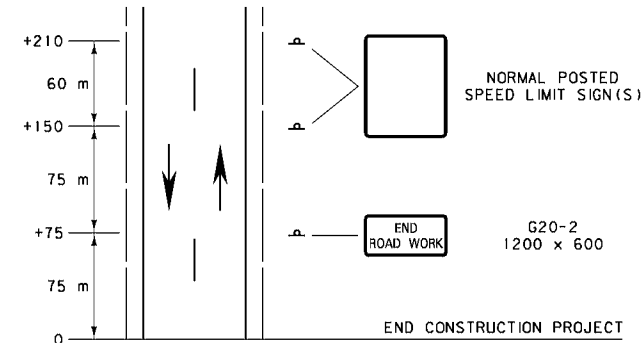 +210
60 m
NORMAL POSTED
SPEED LIMIT SIGN(S)
+150
75 m
+75
END
ROAD WORK
G20-2
1200 x 600
75 m
0
END CONSTRUCTION PROJECT